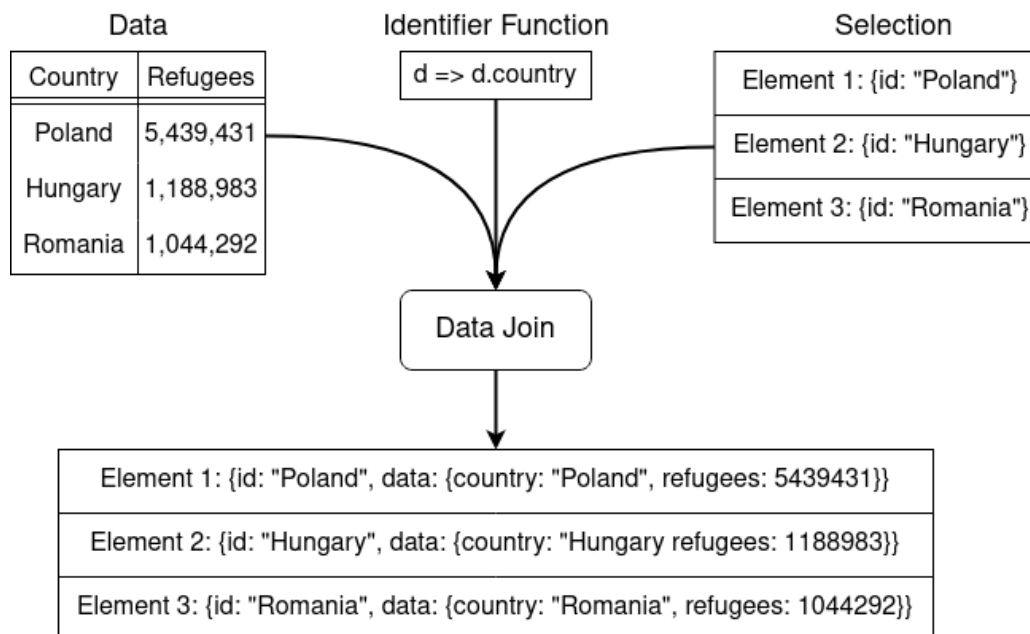 Data
Identifier Function
Selection
Country Refugees
Poland 5,439,431
Hungary 1,188,983
Romania 1,044,292
d => d.country
Element 1: {id: "Poland"}
Element 2: {id: "Hungary"}
Element 3: {id: "Romania"}
Data Join
Element 1: {id: "Poland", data: {country: "Poland", refugees: 5439431}}
Element 2: {id: "Hungary", data: {country: "Hungary refugees: 1188983}}
Element 3: {id: "Romania", data: {country: "Romania", refugees: 1044292}}